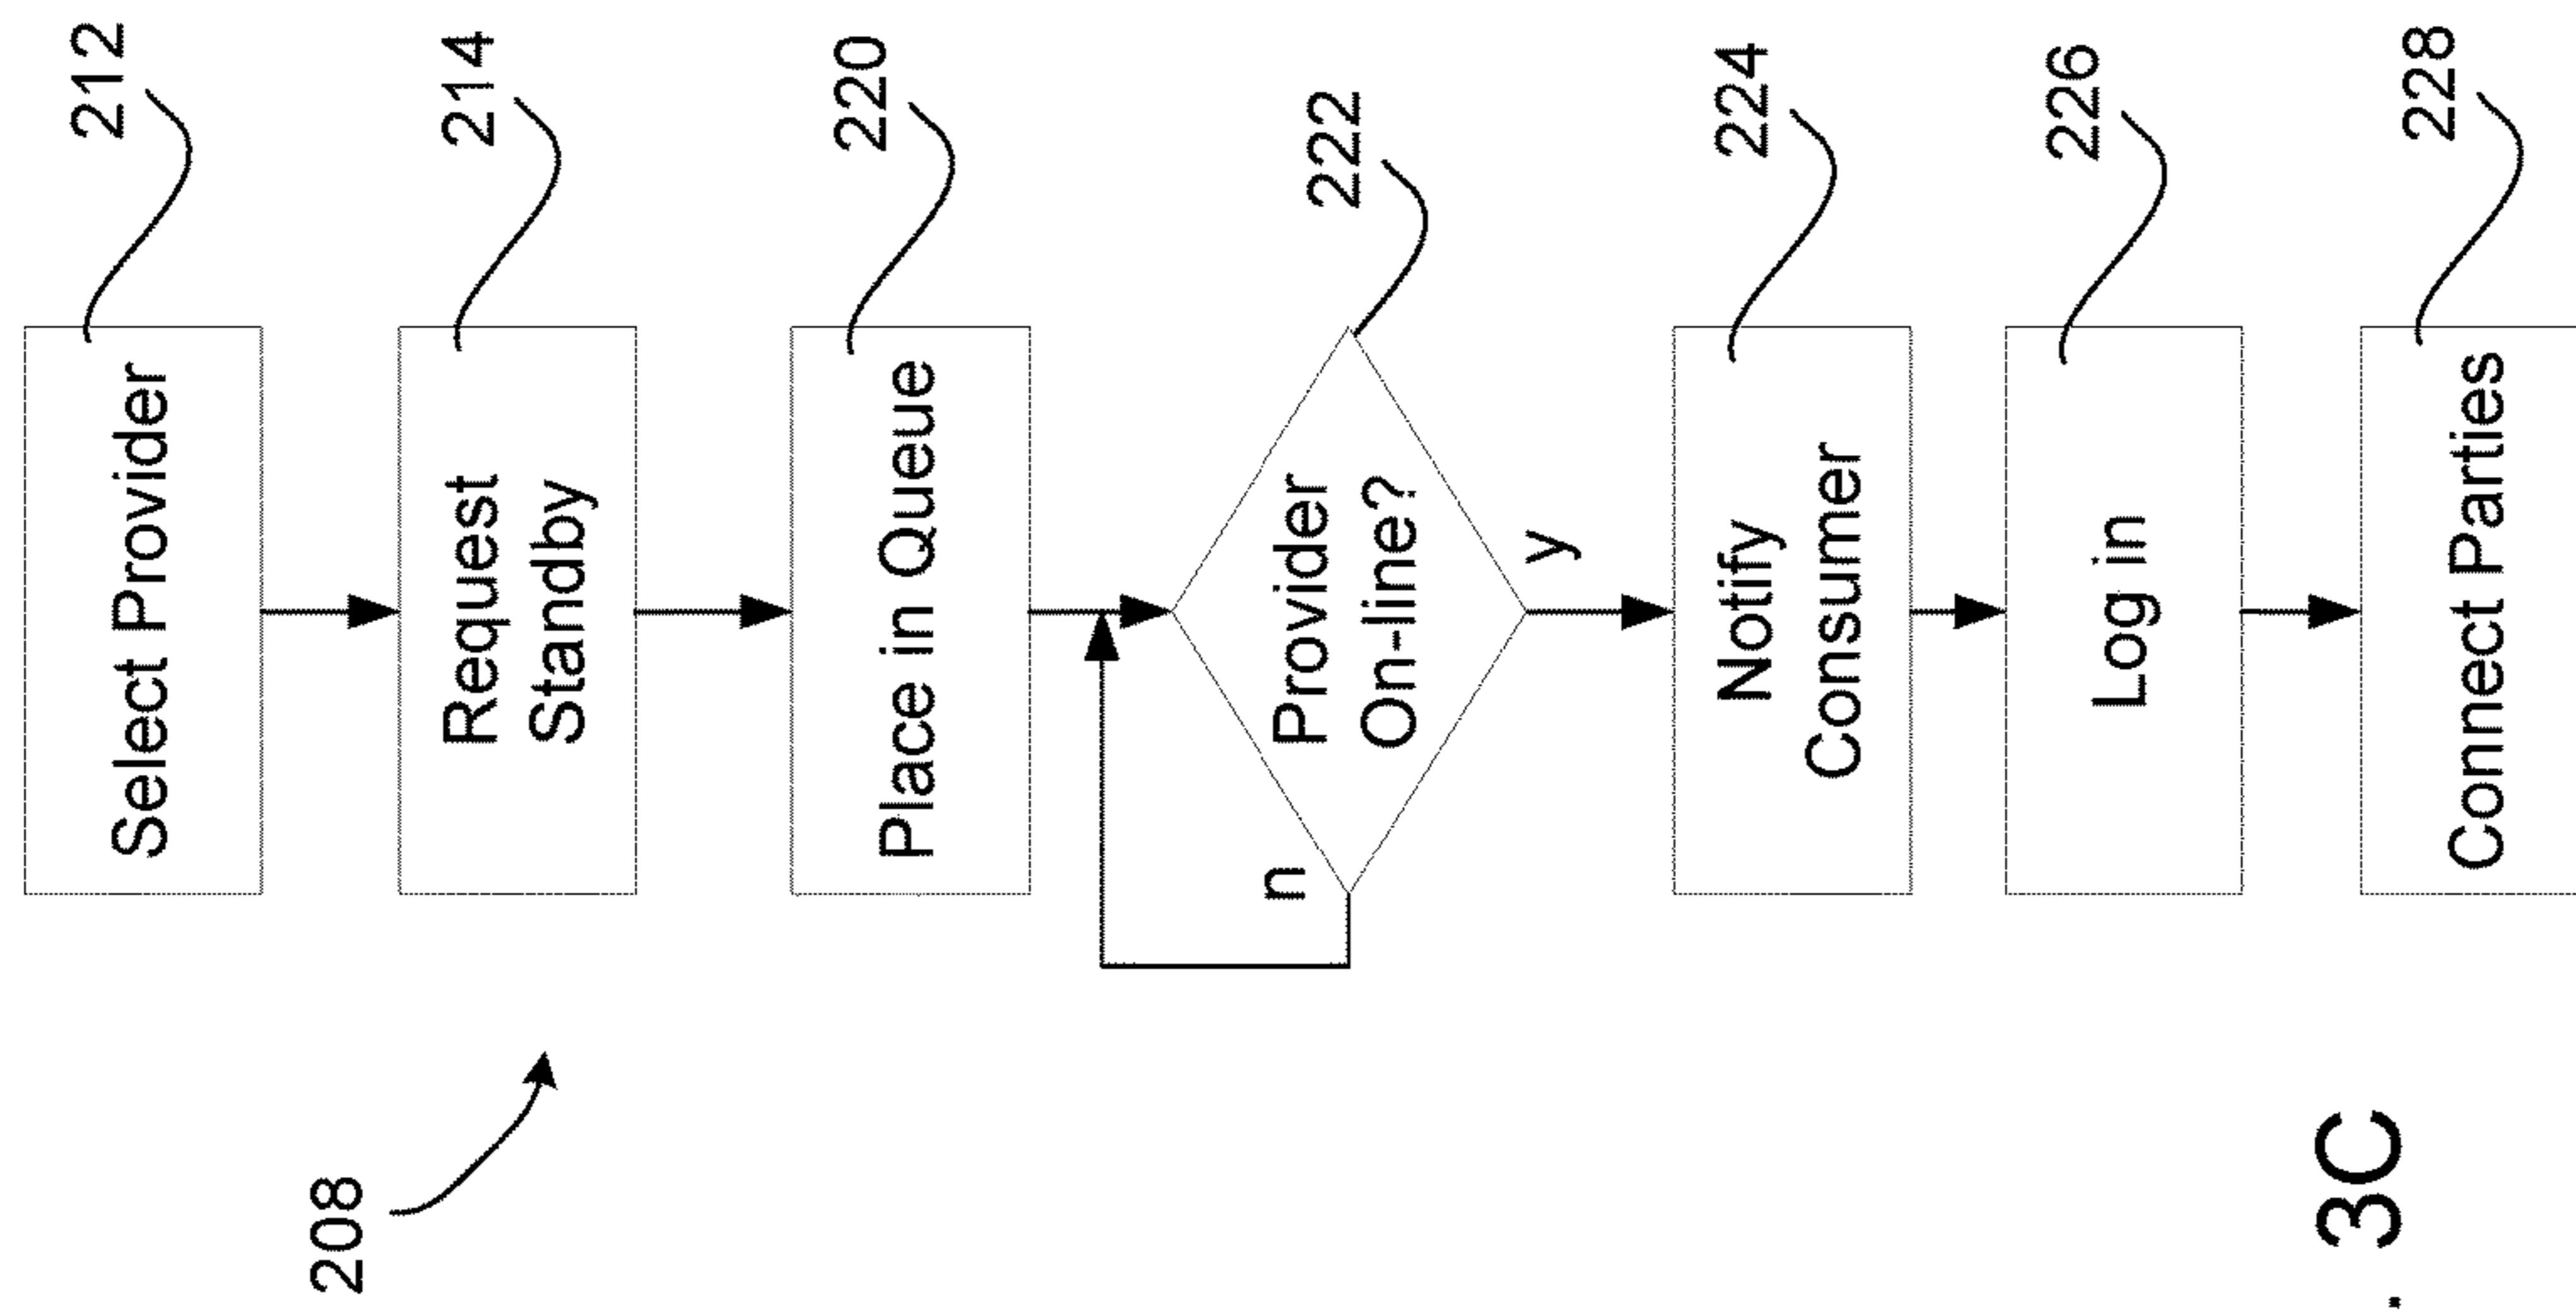 208
Select Provider
212
Request
Standby
214
Place in Queue
220
n
Provider
On-line?
222
y
Notify
Consumer
224
Log in
226
Connect Parties
228
. 3C